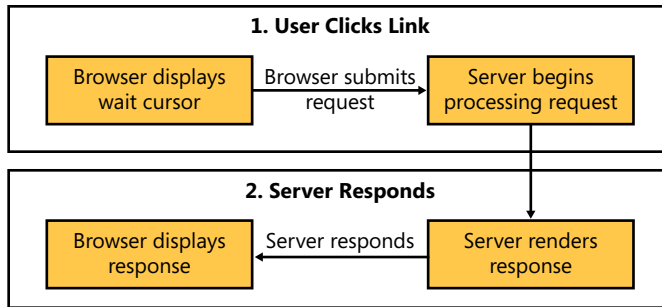 1. User Clicks Link
Browser displays
wait cursor
Browser submits
request
Server begins
processing request
2. Server Responds
Browser displays
response
Server responds
Server renders
response